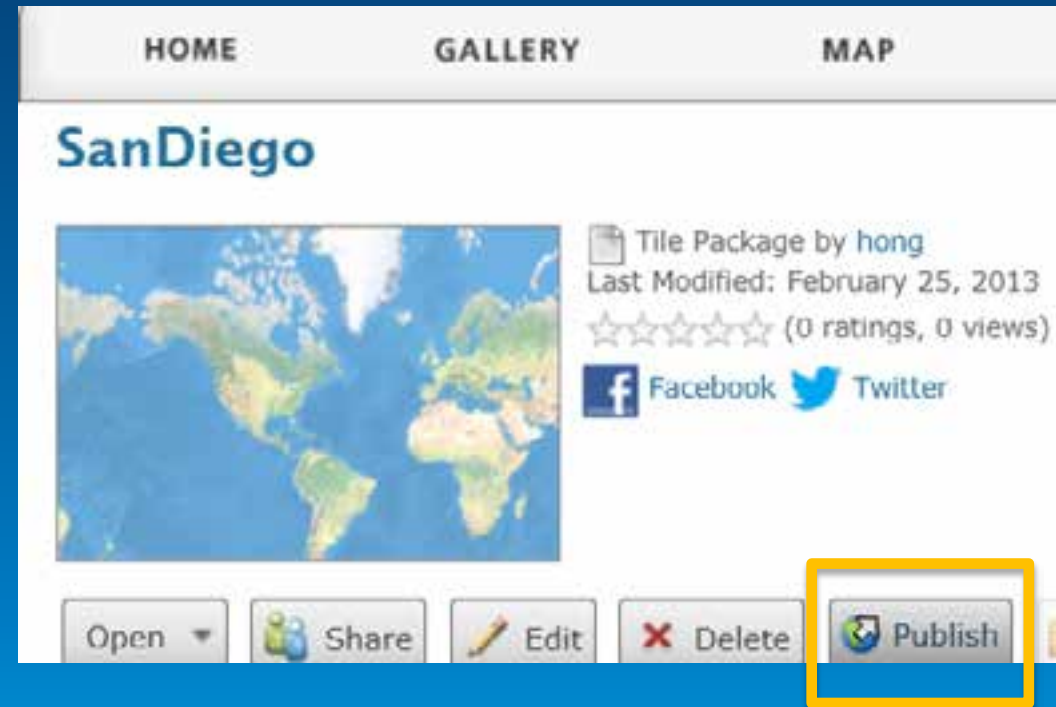 HOME GALLERY MAP
SanDiego
Tile Package by hong
Last Modified: February 25, 2013
(0 ratings, 0 views)
Facebook Twitter
Open Share Edit Delete Publish